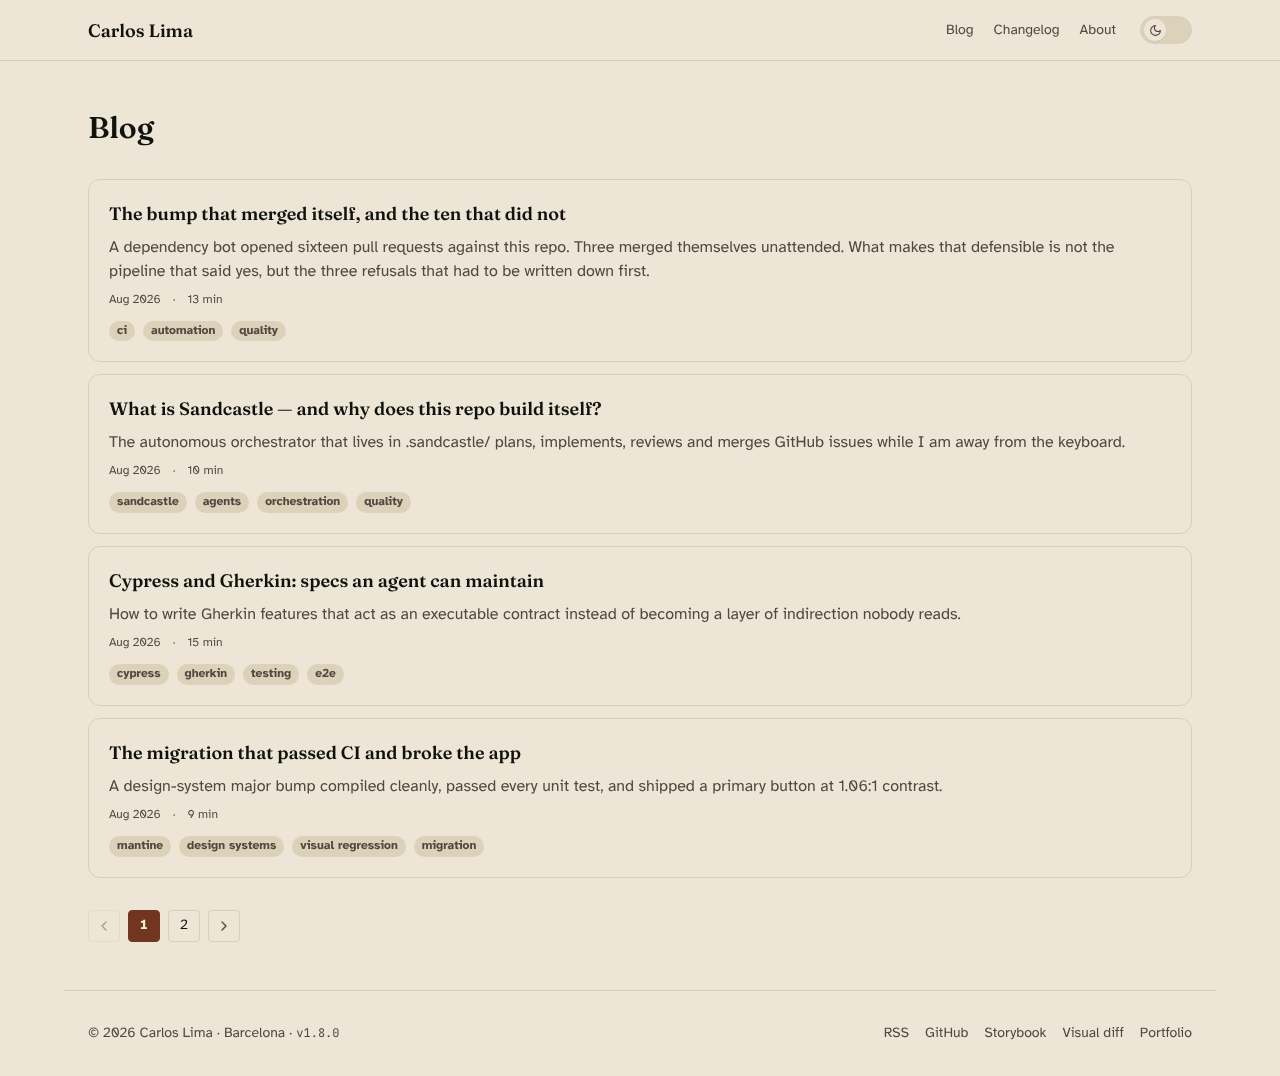 Carlos Lima
Blog Changelog About
Blog
The bump that merged itself, and the ten that did not
A dependency bot opened sixteen pull requests against this repo. Three merged themselves unattended. What makes that defensible is not the
pipeline that said yes, but the three refusals that had to be written down first.
Aug 2026 · 13 min
ci automation quality
What is Sandcastle — and why does this repo build itself?
The autonomous orchestrator that lives in .sandcastle/ plans, implements, reviews and merges GitHub issues while I am away from the keyboard.
Aug 2026 · 10 min
sandcastle agents orchestration quality
Cypress and Gherkin: specs an agent can maintain
How to write Gherkin features that act as an executable contract instead of becoming a layer of indirection nobody reads.
Aug 2026 · 15 min
cypress gherkin testing e2e
The migration that passed CI and broke the app
A design-system major bump compiled cleanly, passed every unit test, and shipped a primary button at 1.06:1 contrast.
Aug 2026 · 9 min
mantine design systems visual regression migration
1 2
© 2026 Carlos Lima · Barcelona · v1.8.0
RSS GitHub Storybook Visual diff Portfolio